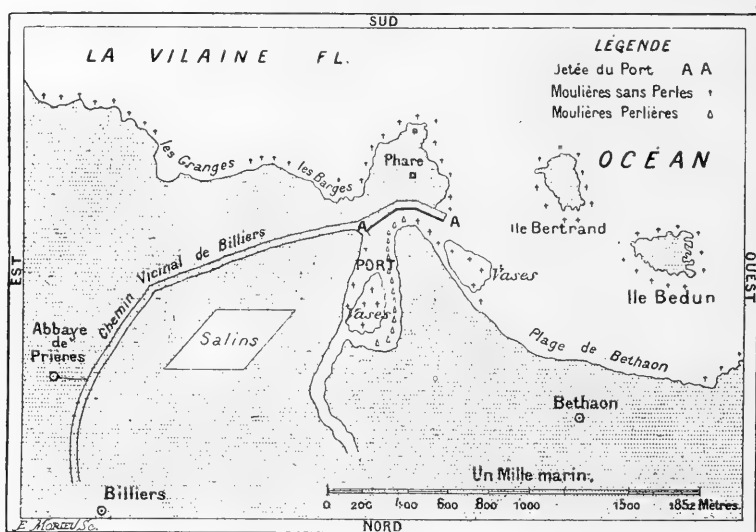 SUD
LA VILAINE FL.
LÉGENDE
Jetée du Port A A
Moulières sans Perles
Moulières Perlières
les Granges
les Barges
Phare
OCÉAN
Ile Bertrand
A
A
EST
Chemin Vicinal de Billiers
PORT
Vases
Vases
Ile Bedun
OUEST
Abbaye
de
Prières
Salins
Plage de Bethaon
Bethaon
Un Mille marin.
0 200 400 600 800 1000 1500 1852 Mètres.
Billiers
E. MORIEU Sc.
NORD